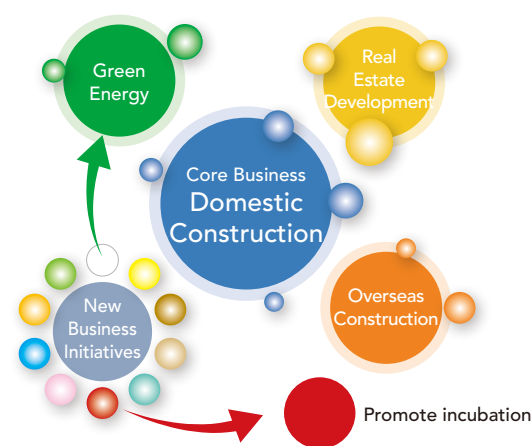 Green
Energy
Real
Estate
Development
Core Business
Domestic
Construction
New
Business
Initiatives
Overseas
Construction
Promote incubation